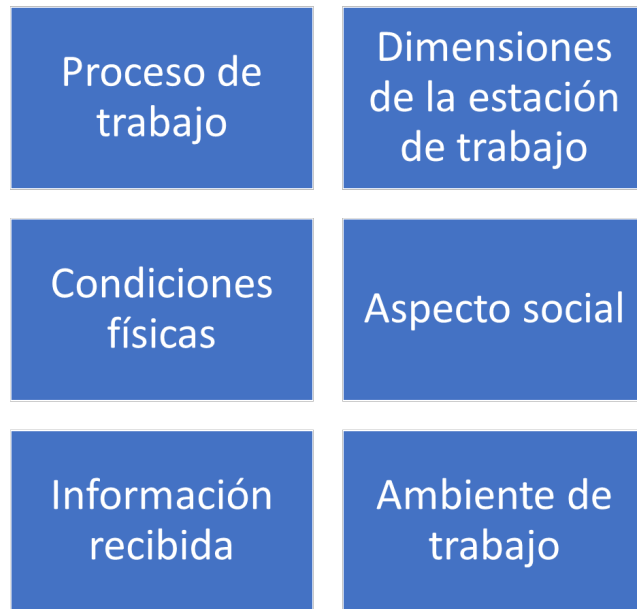 Proceso de
trabajo
Dimensiones
de la estación
de trabajo
Condiciones
físicas
Aspecto social
Información
recibida
Ambiente de
trabajo